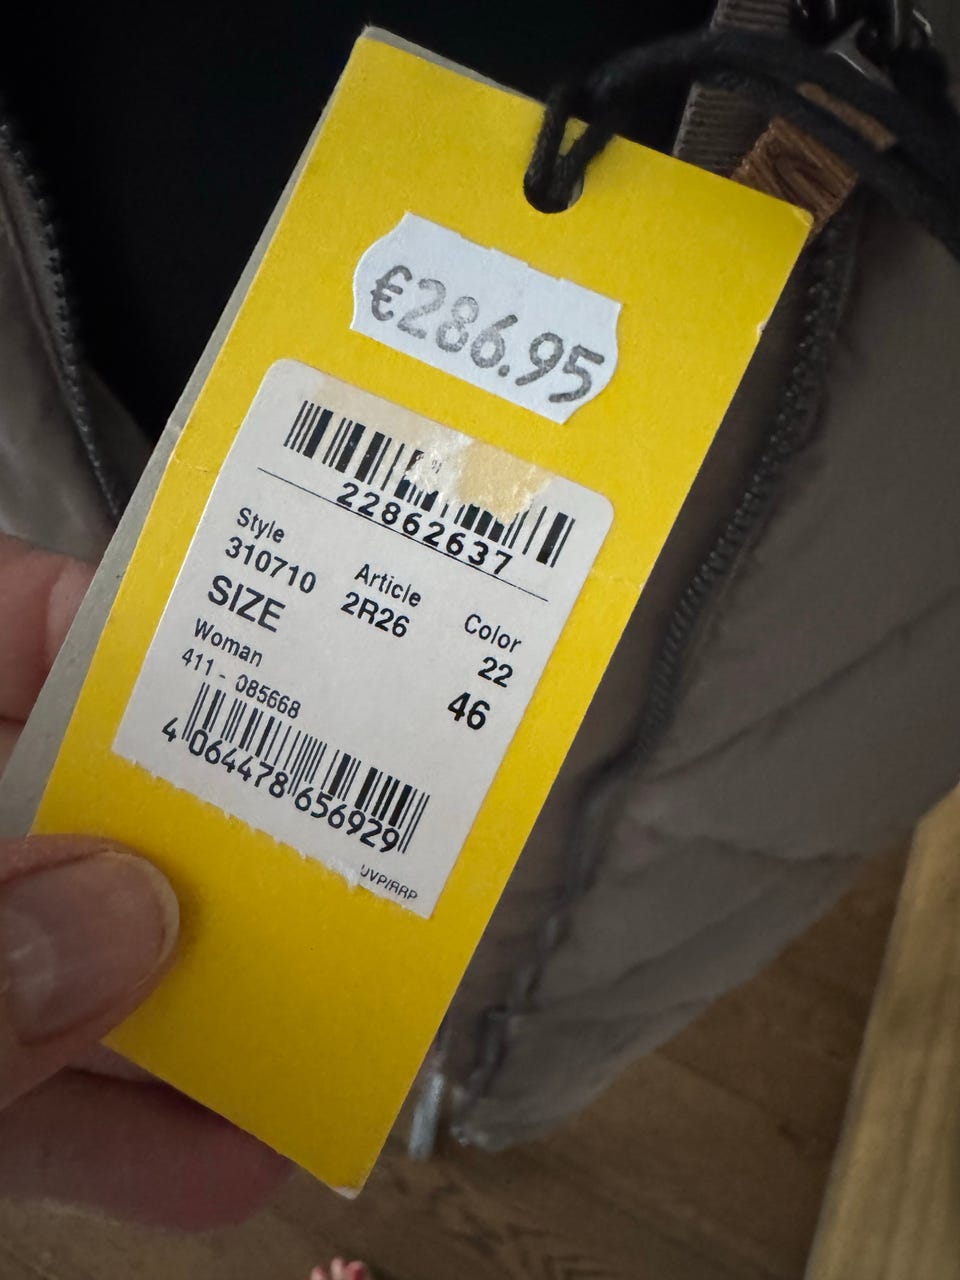 €286.95
22862637
Style Article Color
310710 2R26 22
SIZE 46
Woman
411 - 085668
4 064478 656929
UVP/RRP